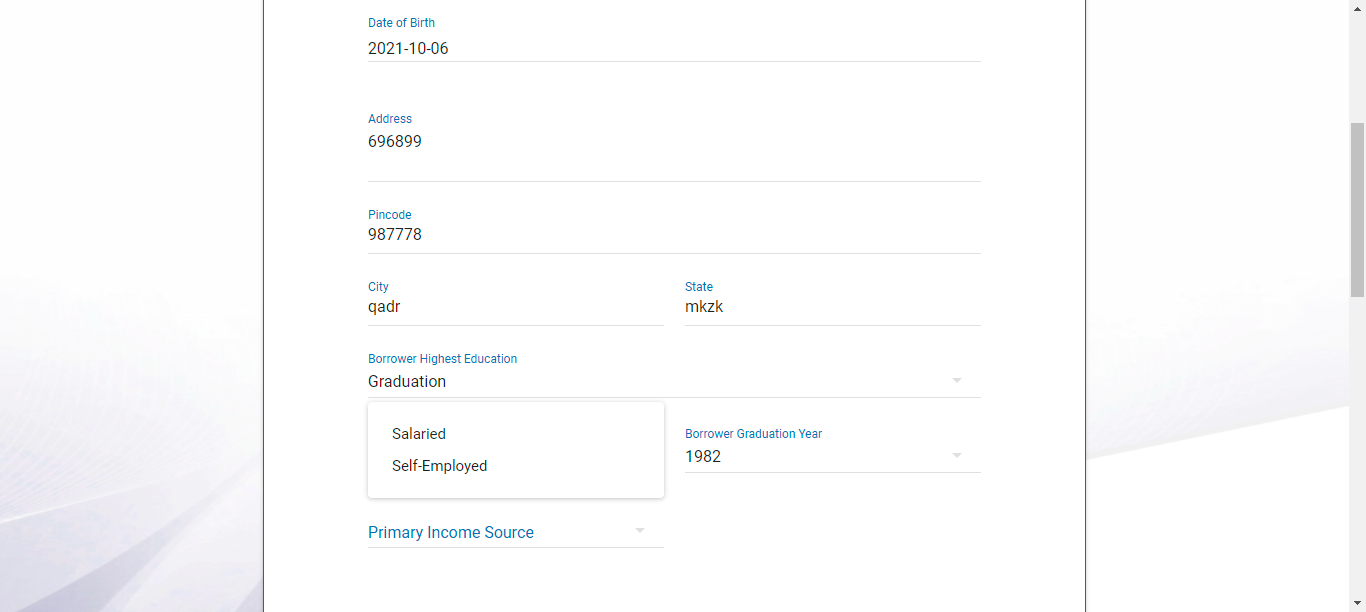 Date of Birth
2021-10-06
Address
696899
Pincode
987778
City
qadr
State
mkzk
Borrower Highest Education
Graduation
Salaried
Self-Employed
Borrower Graduation Year
1982
Primary Income Source